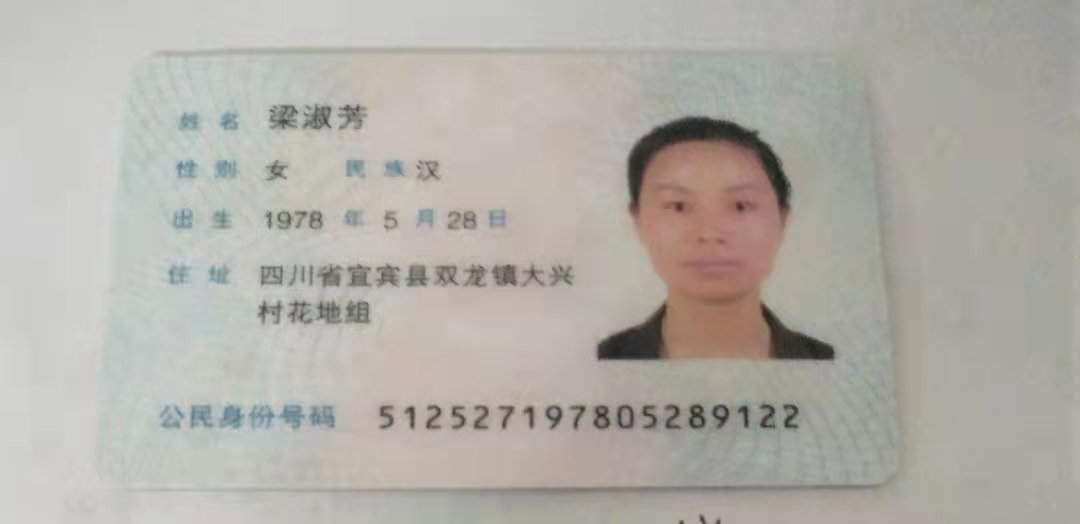 姓名 梁淑芳
性别 女 民族 汉
出生 1978 年 5 月 28 日
住址 四川省宜宾县双龙镇大兴
村花地组
公民身份号码 512527197805289122